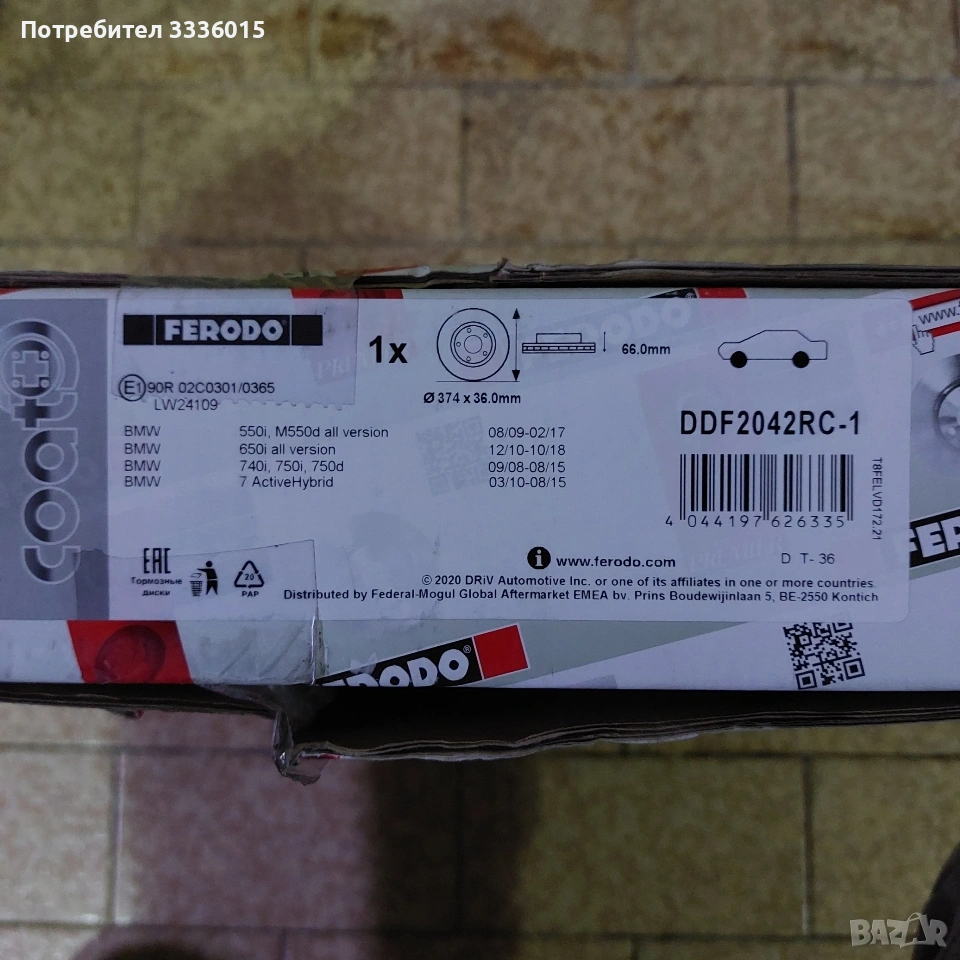 Потребител 3336015
coat
FERODO
1x
66.0mm
Ø 374 x 36.0mm
E1 90R 02C0301/0365
LW24109
BMW 550i, M550d all version 08/09-02/17
BMW 650i all version 12/10-10/18
BMW 740i, 750i, 750d 09/08-08/15
BMW 7 ActiveHybrid 03/10-08/15
DDF2042RC-1
4 044197 626335
T8FELVD172.21
www.
EAC
Тормозные
диски
20
PAP
i www.ferodo.com
D T-36
© 2020 DRiV Automotive Inc. or one of its affiliates in one or more countries.
Distributed by Federal-Mogul Global Aftermarket EMEA bv. Prins Boudewijnlaan 5, BE-2550 Kontich
FERODO
BAZAR